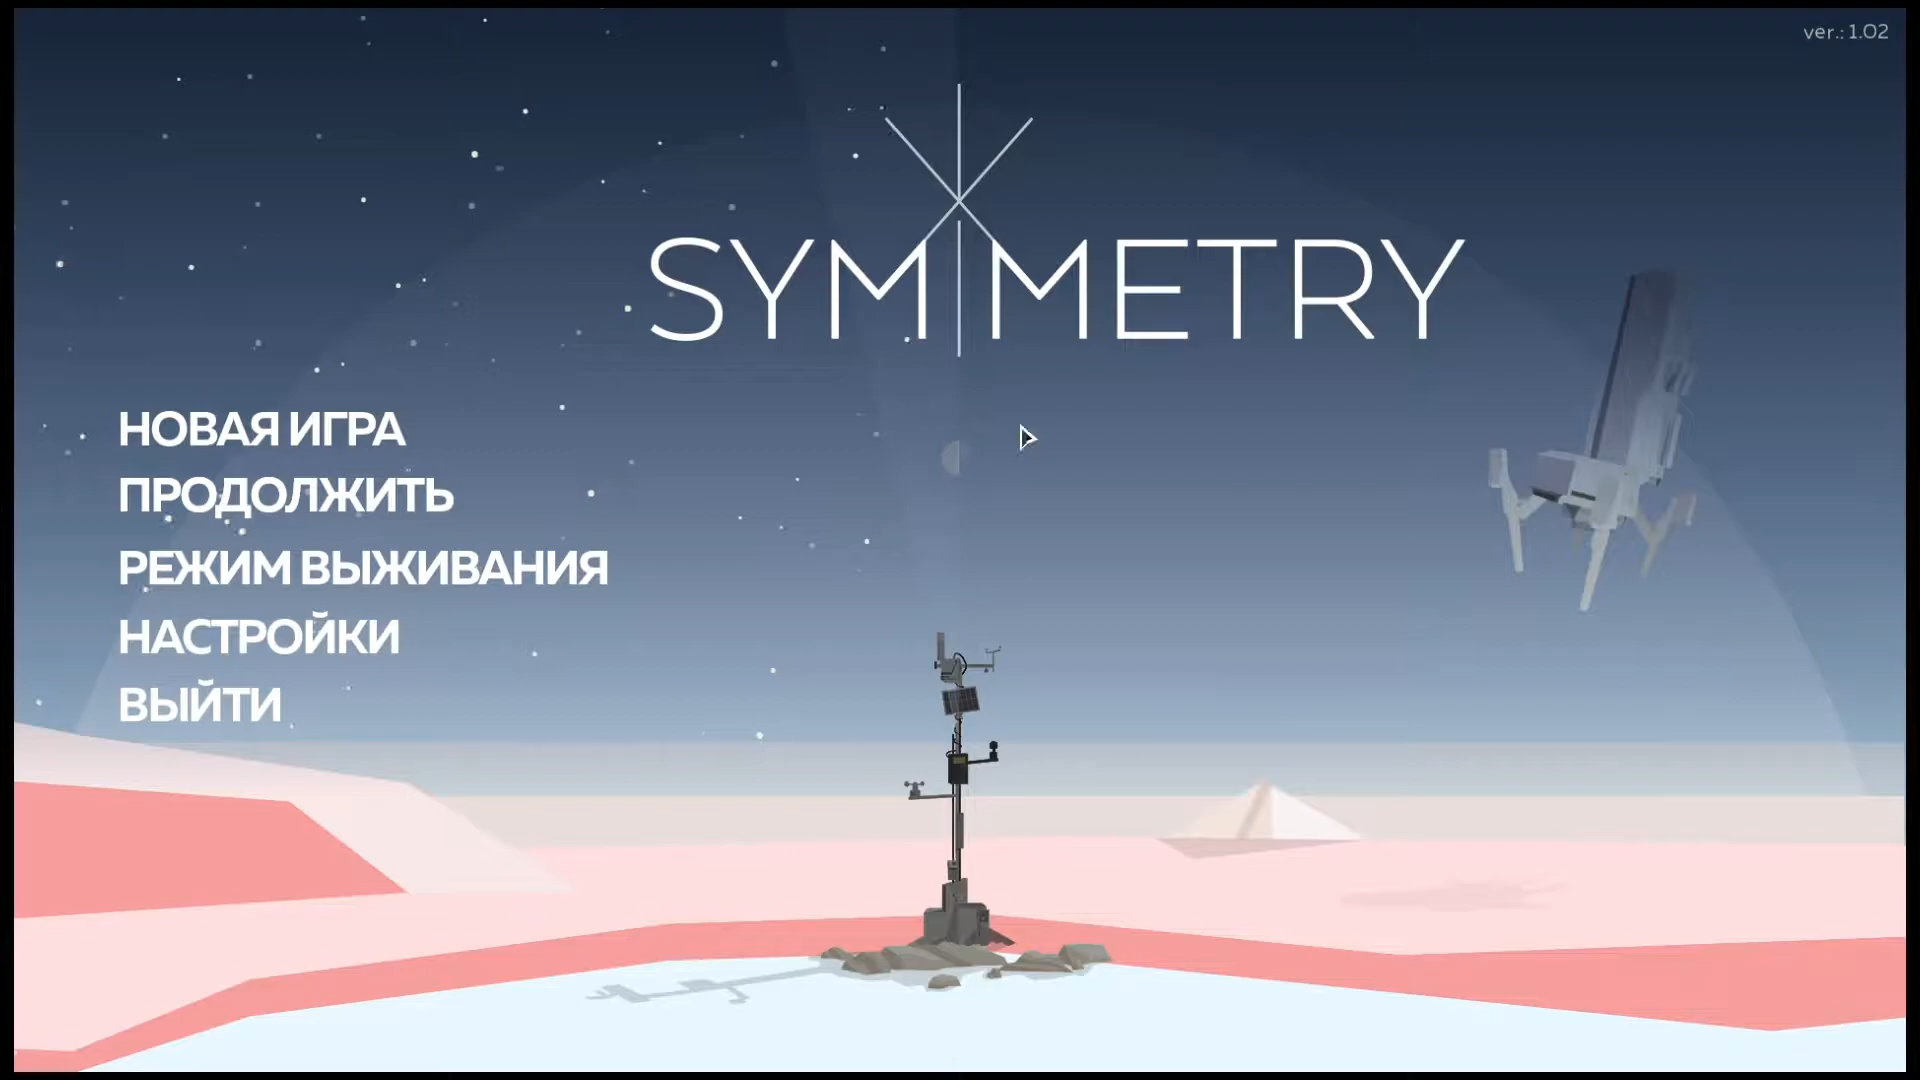 ver.: 1.02
SYMMETRY
НОВАЯ ИГРА
ПРОДОЛЖИТЬ
РЕЖИМ ВЫЖИВАНИЯ
НАСТРОЙКИ
ВЫЙТИ